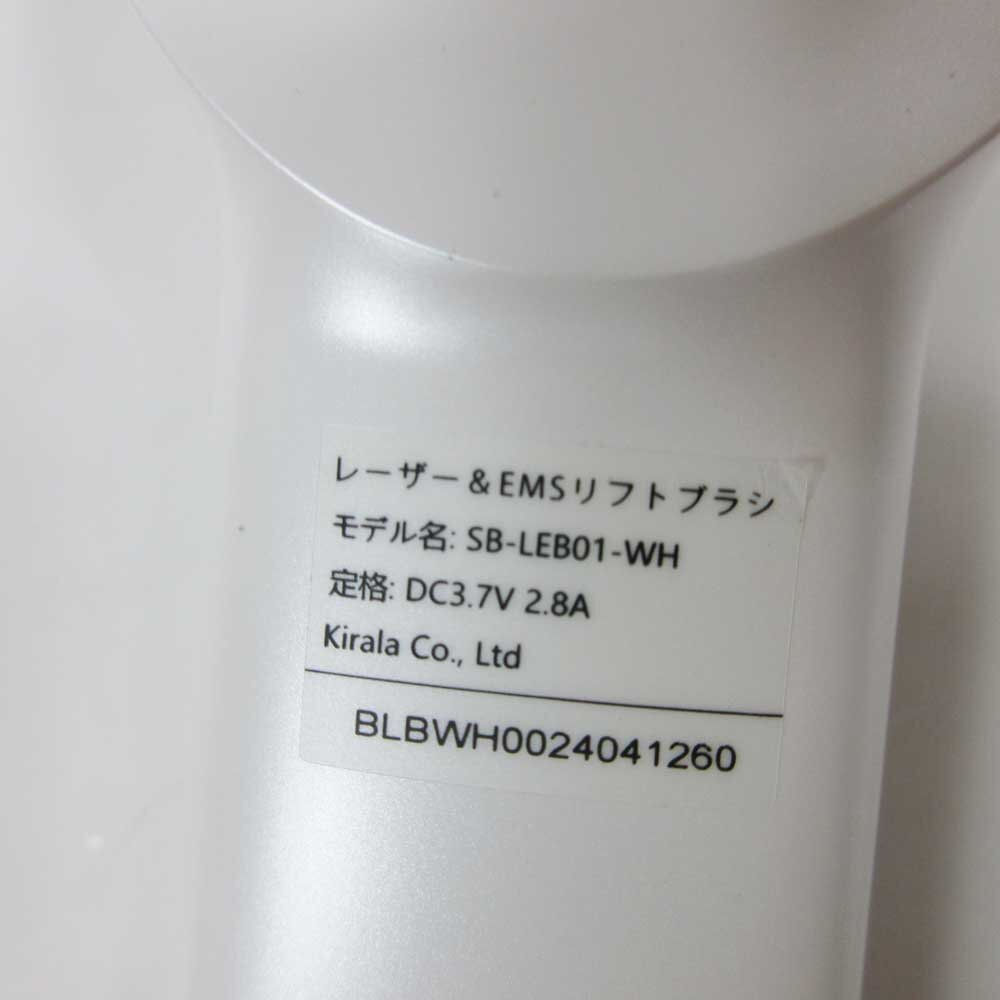 レーザー＆EMSリフトブラシ
モデル名: SB-LEB01-WH
定格: DC3.7V 2.8A
Kirala Co., Ltd
BLBWH0024041260